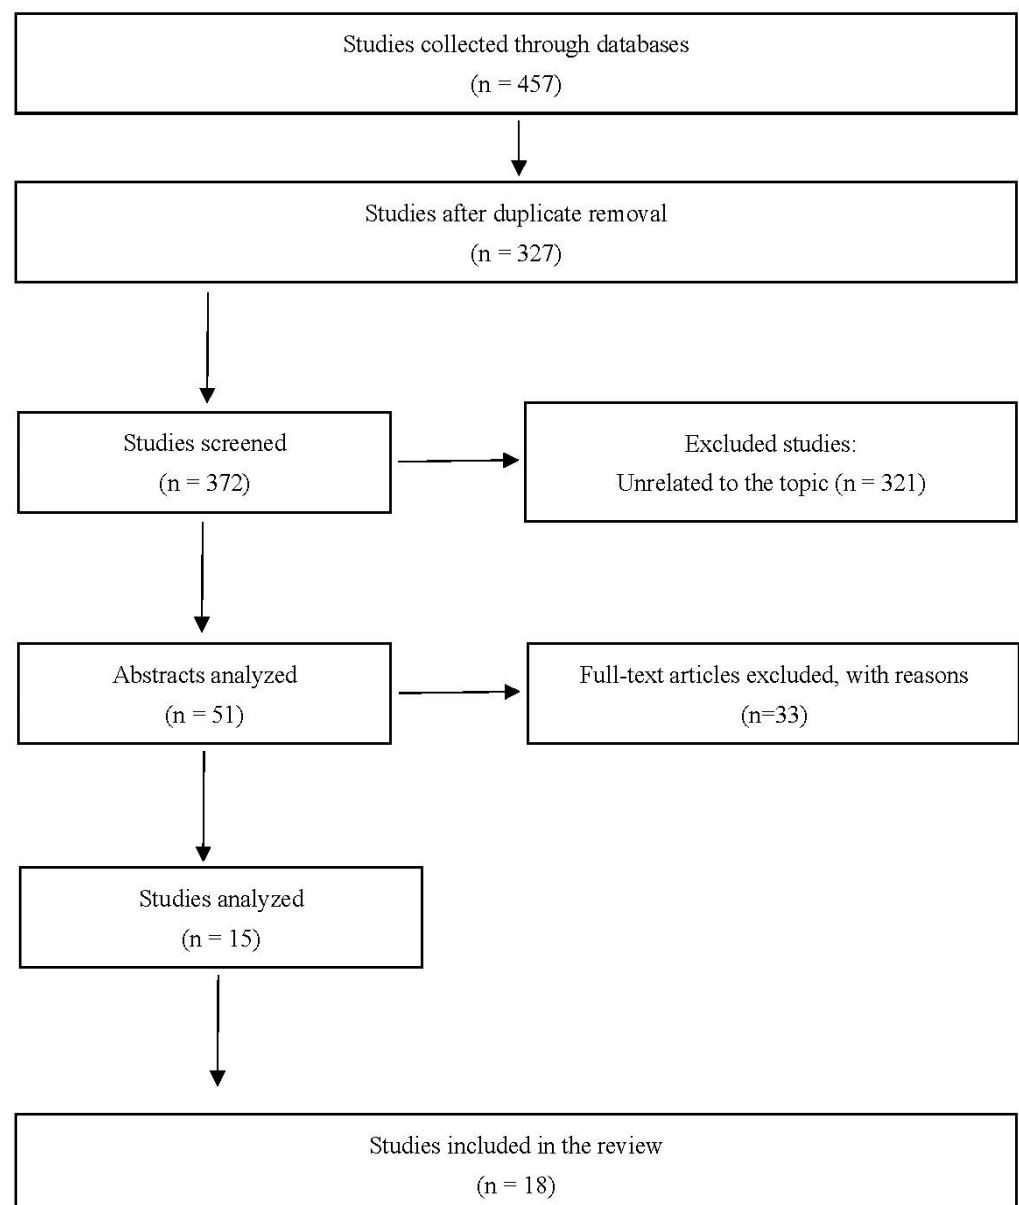 Studies collected through databases
(n = 457)
Studies after duplicate removal
(n = 327)
Studies screened
(n = 372)
Excluded studies:
Unrelated to the topic (n = 321)
Abstracts analyzed
(n = 51)
Full-text articles excluded, with reasons
(n=33)
Studies analyzed
(n = 15)
Studies included in the review
(n = 18)